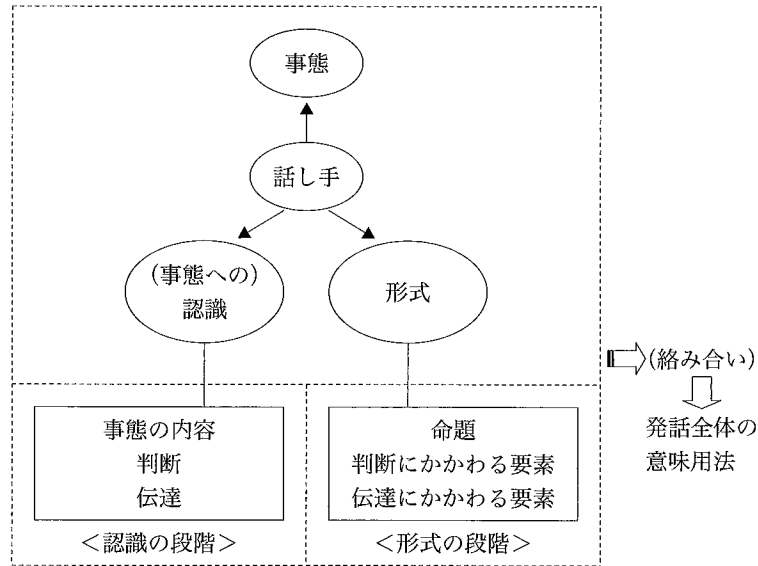 事態
話し手
(事態への)
認識
形式
事態の内容
判断
伝達
＜認識の段階＞
命題
判断にかかわる要素
伝達にかかわる要素
＜形式の段階＞
(絡み合い)
発話全体の
意味用法